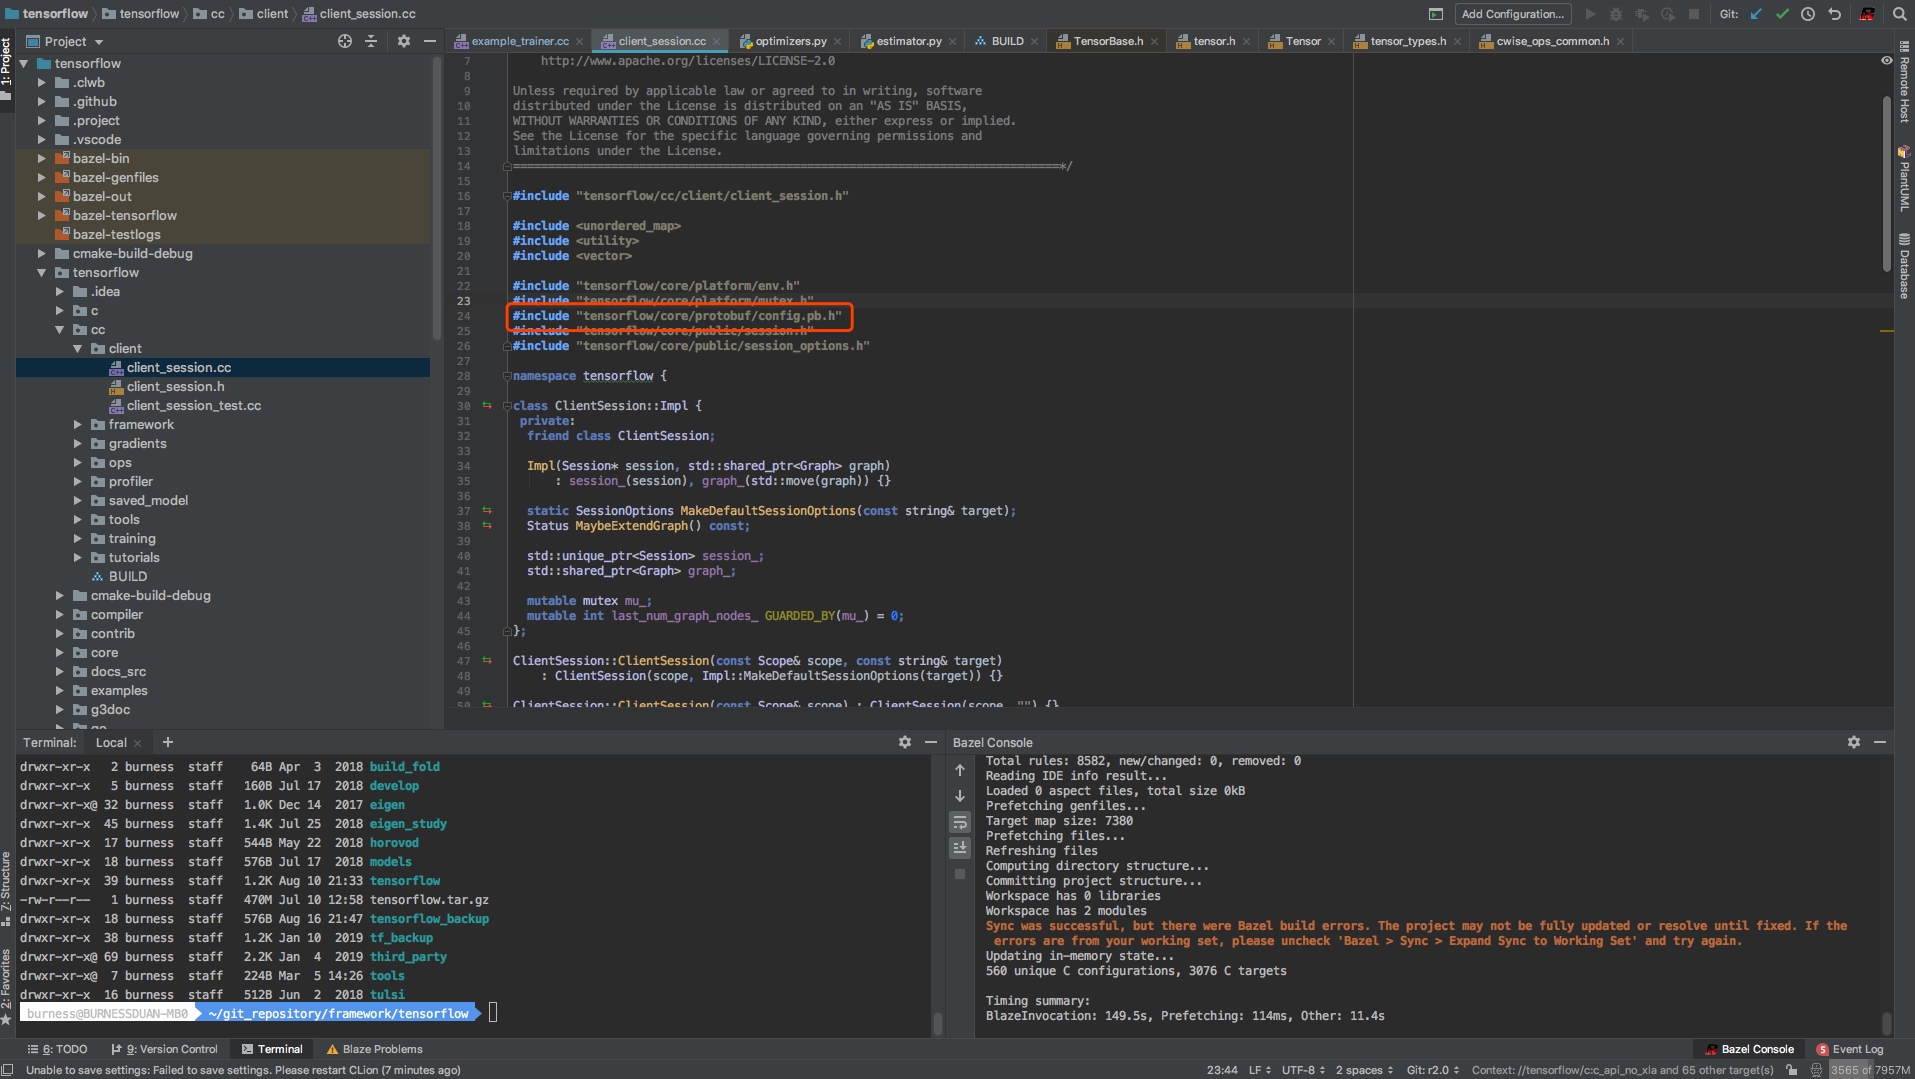 tensorflow tensorflow cc client client_session.cc
Add Configuration... Git:
1: Project
Project
tensorflow
.clwb
.github
.project
.vscode
bazel-bin
bazel-genfiles
bazel-out
bazel-tensorflow
bazel-testlogs
cmake-build-debug
tensorflow
.idea
c
cc
client
client_session.cc
client_session.h
client_session_test.cc
framework
gradients
ops
profiler
saved_model
tools
training
tutorials
BUILD
cmake-build-debug
compiler
contrib
core
docs_src
examples
g3doc
go
example_trainer.cc client_session.cc optimizers.py estimator.py BUILD TensorBase.h tensor.h Tensor tensor_types.h cwise_ops_common.h
7 http://www.apache.org/licenses/LICENSE-2.0
8
9 Unless required by applicable law or agreed to in writing, software
10 distributed under the License is distributed on an "AS IS" BASIS,
11 WITHOUT WARRANTIES OR CONDITIONS OF ANY KIND, either express or implied.
12 See the License for the specific language governing permissions and
13 limitations under the License.
14 ==============================================================================*/
15
16 #include "tensorflow/cc/client/client_session.h"
17
18 #include <unordered_map>
19 #include <utility>
20 #include <vector>
21
22 #include "tensorflow/core/platform/env.h"
23 #include "tensorflow/core/platform/mutex.h"
24 #include "tensorflow/core/protobuf/config.pb.h"
25 #include "tensorflow/core/public/session.h"
26 #include "tensorflow/core/public/session_options.h"
27
28 namespace tensorflow {
29
30 class ClientSession::Impl {
31 private:
32 friend class ClientSession;
33
34 Impl(Session* session, std::shared_ptr<Graph> graph)
35 : session_(session), graph_(std::move(graph)) {}
36
37 static SessionOptions MakeDefaultSessionOptions(const string& target);
38 Status MaybeExtendGraph() const;
39
40 std::unique_ptr<Session> session_;
41 std::shared_ptr<Graph> graph_;
42
43 mutable mutex mu_;
44 mutable int last_num_graph_nodes_ GUARDED_BY(mu_) = 0;
45 };
46
47 ClientSession::ClientSession(const Scope& scope, const string& target)
48 : ClientSession(scope, Impl::MakeDefaultSessionOptions(target)) {}
49
50 ClientSession::ClientSession(const Scope& scope) : ClientSession(scope, "") {}
Remote Host
PlantUML
Database
Terminal: Local +
drwxr-xr-x 2 burness staff 64B Apr 3 2018 build_fold
drwxr-xr-x 5 burness staff 160B Jul 17 2018 develop
drwxr-xr-x@ 32 burness staff 1.0K Dec 14 2017 eigen
drwxr-xr-x 45 burness staff 1.4K Jul 25 2018 eigen_study
drwxr-xr-x 17 burness staff 544B May 22 2018 horovod
drwxr-xr-x 18 burness staff 576B Jul 17 2018 models
drwxr-xr-x 39 burness staff 1.2K Aug 10 21:33 tensorflow
-rw-r--r-- 1 burness staff 470M Jul 10 12:58 tensorflow.tar.gz
drwxr-xr-x 18 burness staff 576B Aug 16 21:47 tensorflow_backup
drwxr-xr-x 38 burness staff 1.2K Jan 10 2019 tf_backup
drwxr-xr-x@ 69 burness staff 2.2K Jan 4 2019 third_party
drwxr-xr-x@ 7 burness staff 224B Mar 5 14:26 tools
drwxr-xr-x 16 burness staff 512B Jun 2 2018 tulsi
burness@BURNESSDUAN-MB0 ~/git_repository/framework/tensorflow
Bazel Console
Total rules: 8582, new/changed: 0, removed: 0
Reading IDE info result...
Loaded 0 aspect files, total size 0kB
Prefetching genfiles...
Target map size: 7380
Prefetching files...
Refreshing files
Computing directory structure...
Committing project structure...
Workspace has 0 libraries
Workspace has 2 modules
Sync was successful, but there were Bazel build errors. The project may not be fully updated or resolve until fixed. If the
errors are from your working set, please uncheck 'Bazel > Sync > Expand Sync to Working Set' and try again.
Updating in-memory state...
560 unique C configurations, 3076 C targets
Timing summary:
BlazeInvocation: 149.5s, Prefetching: 114ms, Other: 11.4s
7: Structure
2: Favorites
6: TODO 9: Version Control Terminal Blaze Problems Bazel Console 5 Event Log
Unable to save settings: Failed to save settings. Please restart CLion (7 minutes ago) 23:44 LF UTF-8 2 spaces Git: r2.0 Context: //tensorflow/c:c_api_no_xla and 65 other target(s) 3565 of 7957M